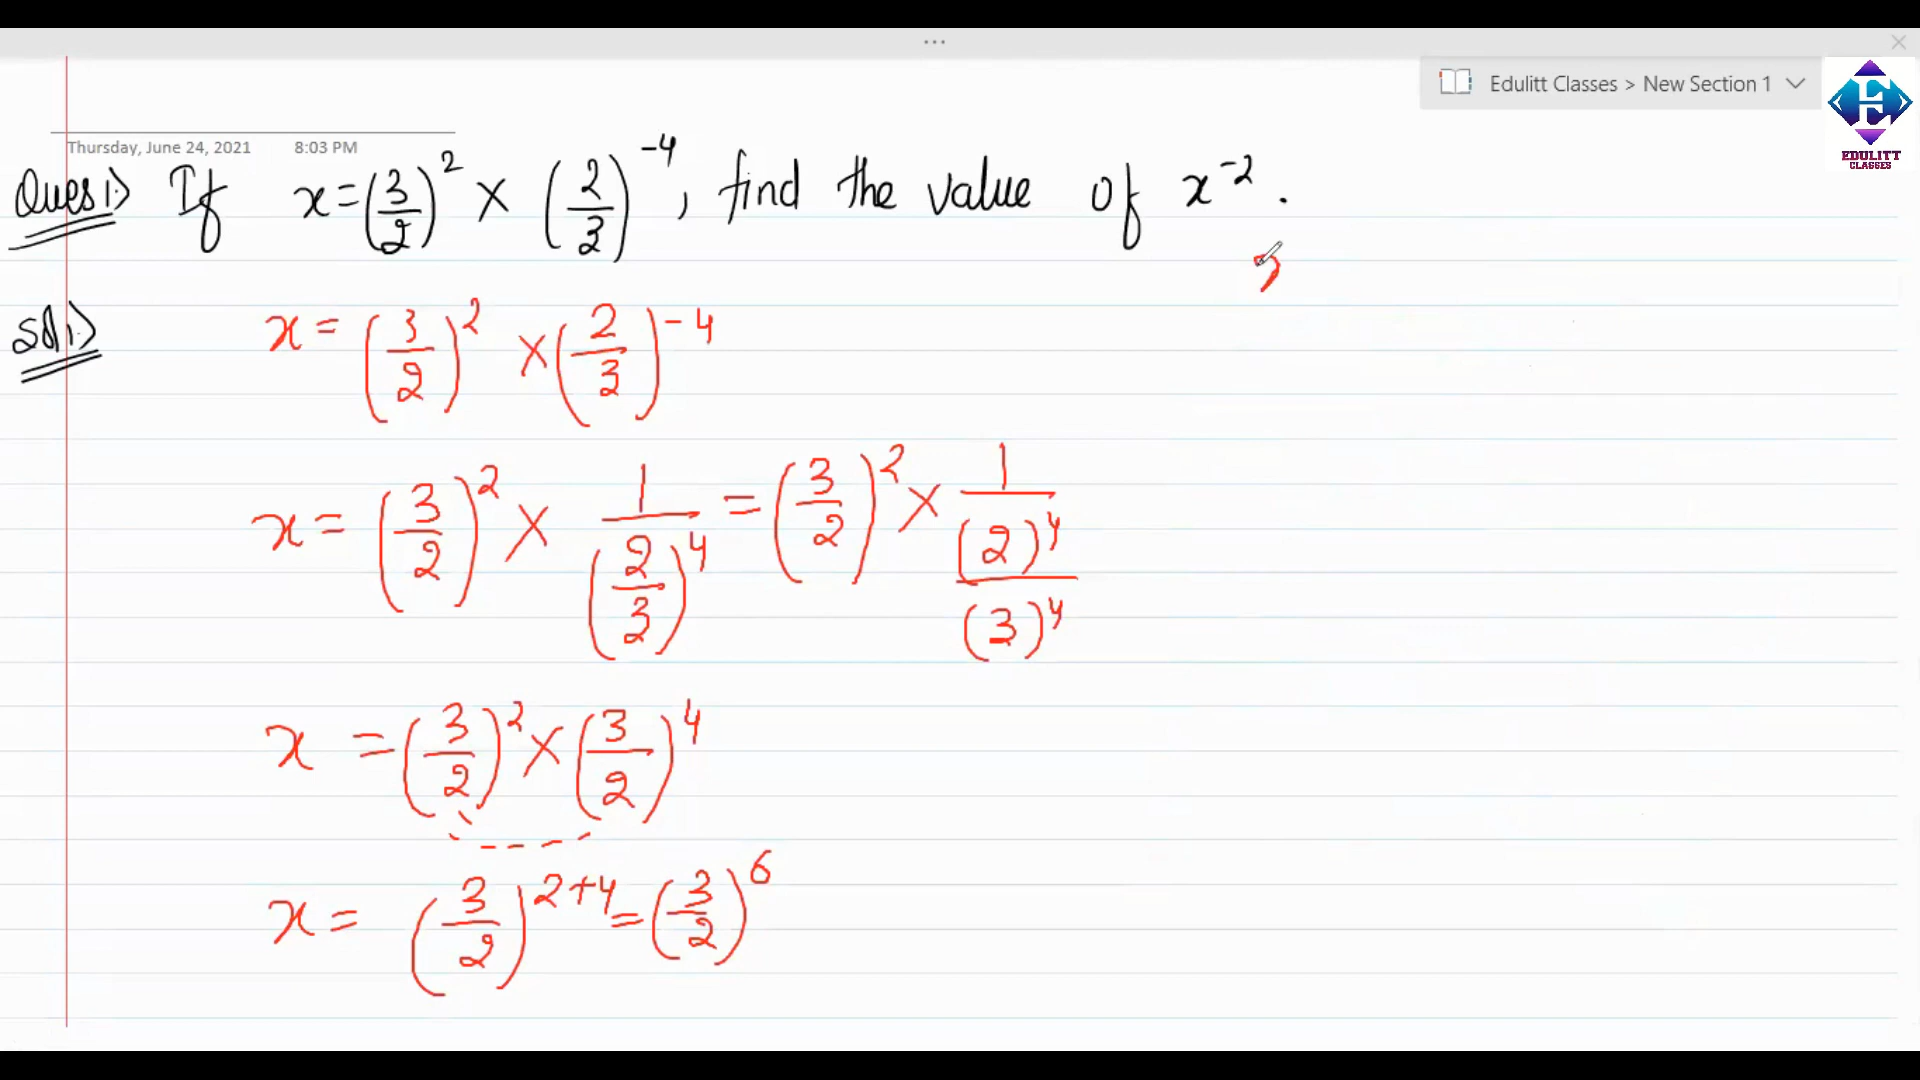 Edulitt Classes > New Section 1
EDULITT
CLASSES
Thursday, June 24, 2021 8:03 PM
Ques1) If x = (3/2)^2 × (2/3)^-4, find the value of x^-2.
Sol1)
x = (3/2)^2 × (2/3)^-4
x = (3/2)^2 × 1/(2/3)^4 = (3/2)^2 × 1/((2)^4/(3)^4)
x = (3/2)^2 × (3/2)^4
x = (3/2)^2+4 = (3/2)^6